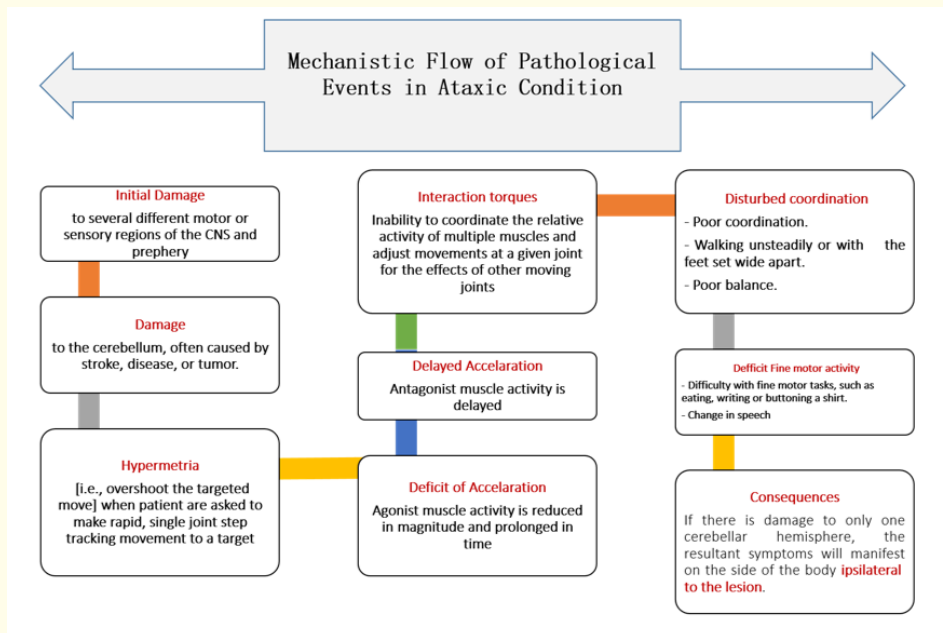 Mechanistic Flow of Pathological
Events in Ataxic Condition
Initial Damage
to several different motor or
sensory regions of the CNS and
prephery
Damage
to the cerebellum, often caused by
stroke, disease, or tumor.
Hypermetria
[i.e., overshoot the targeted
move] when patient are asked to
make rapid, single joint step
tracking movement to a target
Deficit of Accelaration
Agonist muscle activity is reduced
in magnitude and prolonged in
time
Delayed Accelaration
Antagonist muscle activity is
delayed
Interaction torques
Inability to coordinate the relative
activity of multiple muscles and
adjust movements at a given joint
for the effects of other moving
joints
Disturbed coordination
- Poor coordination.
- Walking unsteadily or with the
feet set wide apart.
- Poor balance.
Defficit Fine motor activity
- Difficulty with fine motor tasks, such as
eating, writing or buttoning a shirt.
- Change in speech
Consequences
If there is damage to only one
cerebellar hemisphere, the
resultant symptoms will manifest
on the side of the body ipsilateral
to the lesion.